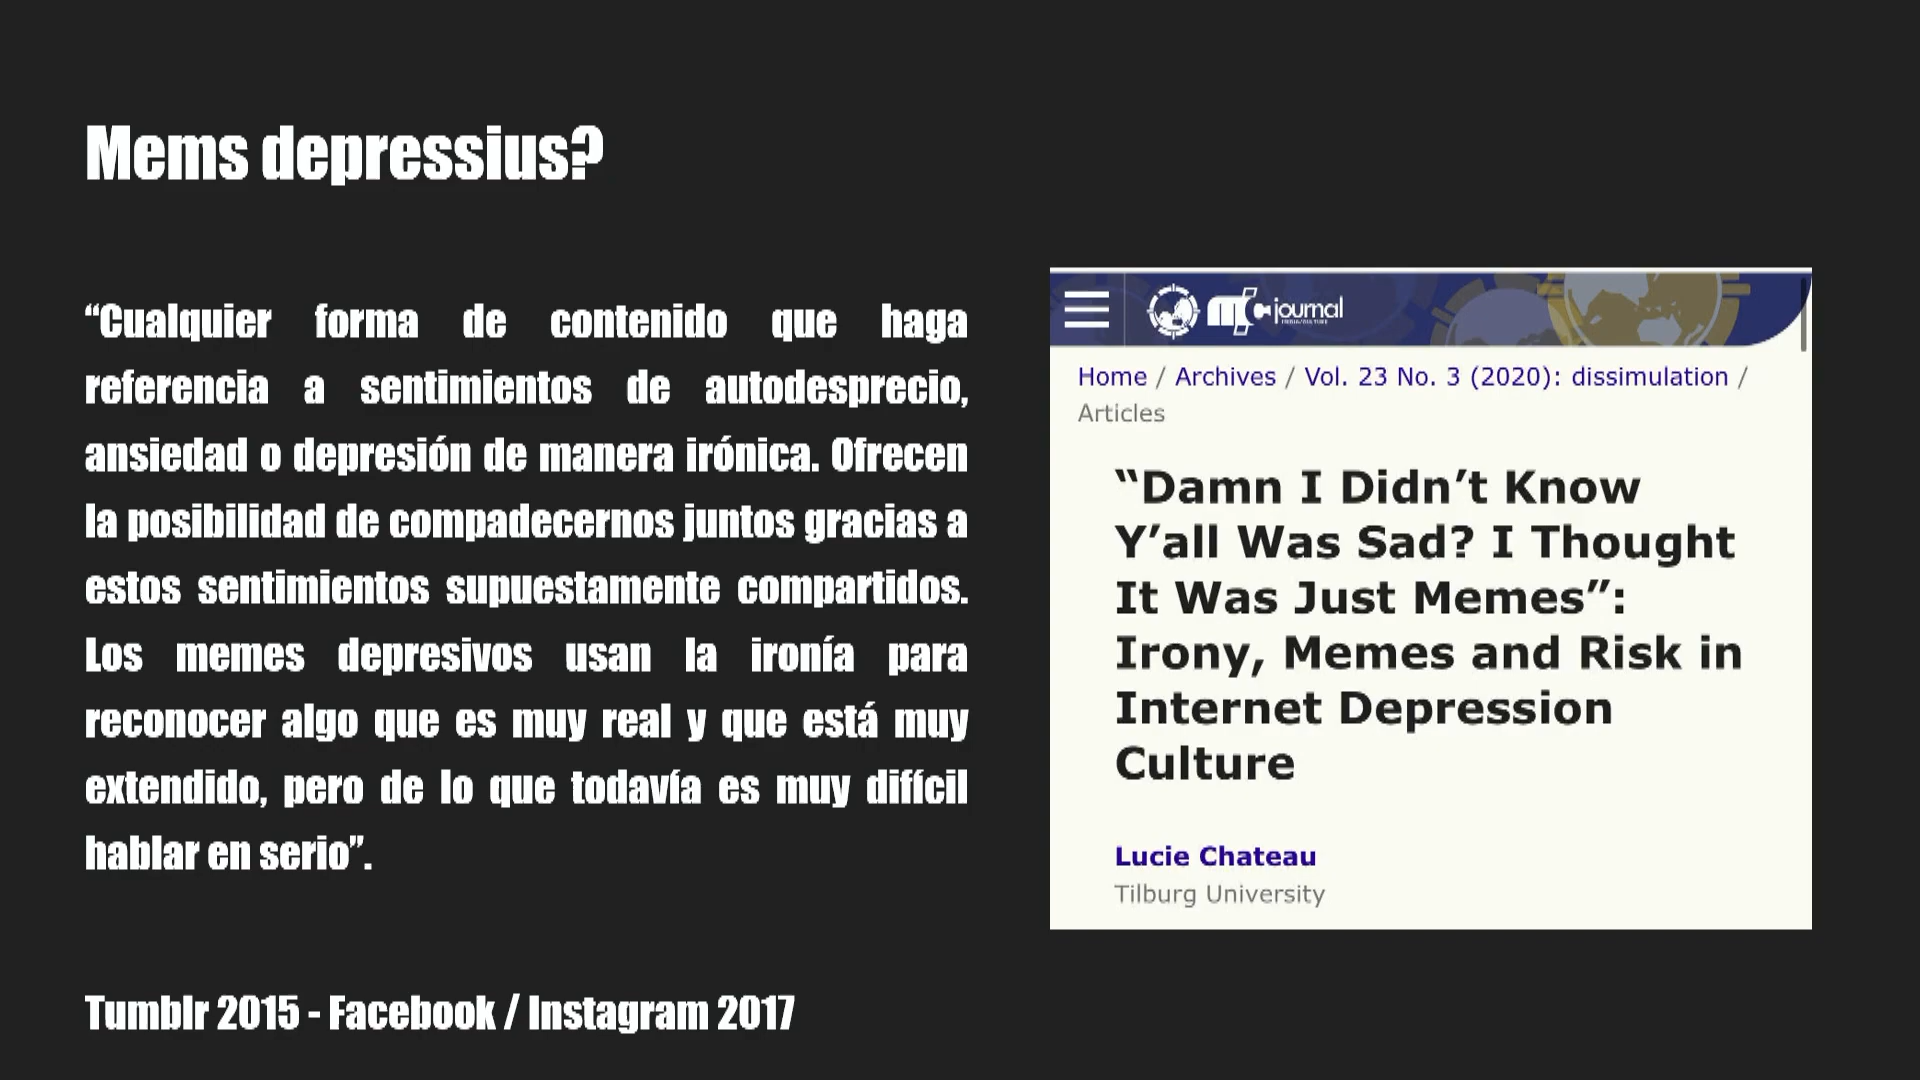 Mems depressius?
“Cualquier forma de contenido que haga
referencia a sentimientos de autodesprecio,
ansiedad o depresión de manera irónica. Ofrecen
la posibilidad de compadecernos juntos gracias a
estos sentimientos supuestamente compartidos.
Los memes depresivos usan la ironía para
reconocer algo que es muy real y que está muy
extendido, pero de lo que todavía es muy difícil
hablar en serio”.
Tumblr 2015 - Facebook / Instagram 2017
journal
Home / Archives / Vol. 23 No. 3 (2020): dissimulation /
Articles
“Damn I Didn’t Know
Y’all Was Sad? I Thought
It Was Just Memes”:
Irony, Memes and Risk in
Internet Depression
Culture
Lucie Chateau
Tilburg University